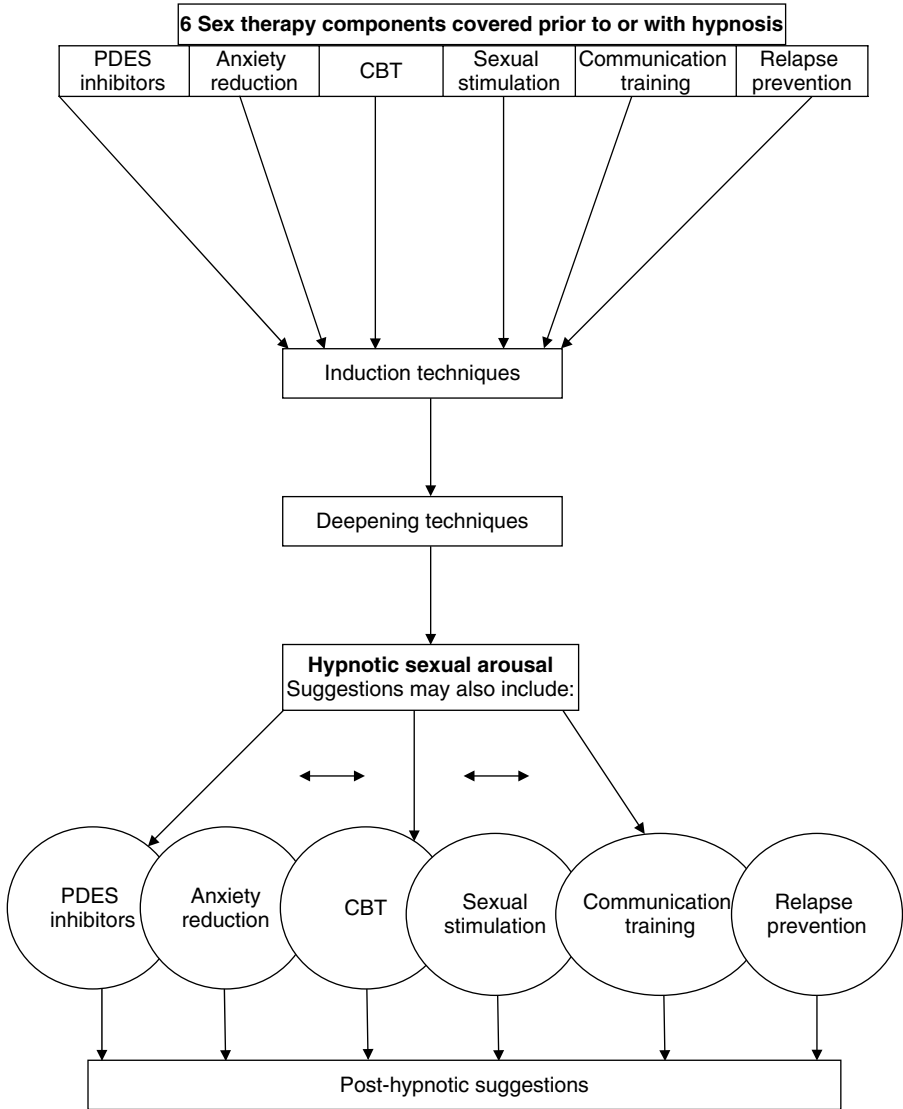 6 Sex therapy components covered prior to or with hypnosis
PDES
inhibitors
Anxiety
reduction
CBT
Sexual
stimulation
Communication
training
Relapse
prevention
Induction techniques
Deepening techniques
Hypnotic sexual arousal
Suggestions may also include:
PDES
inhibitors
Anxiety
reduction
CBT
Sexual
stimulation
Communication
training
Relapse
prevention
Post-hypnotic suggestions